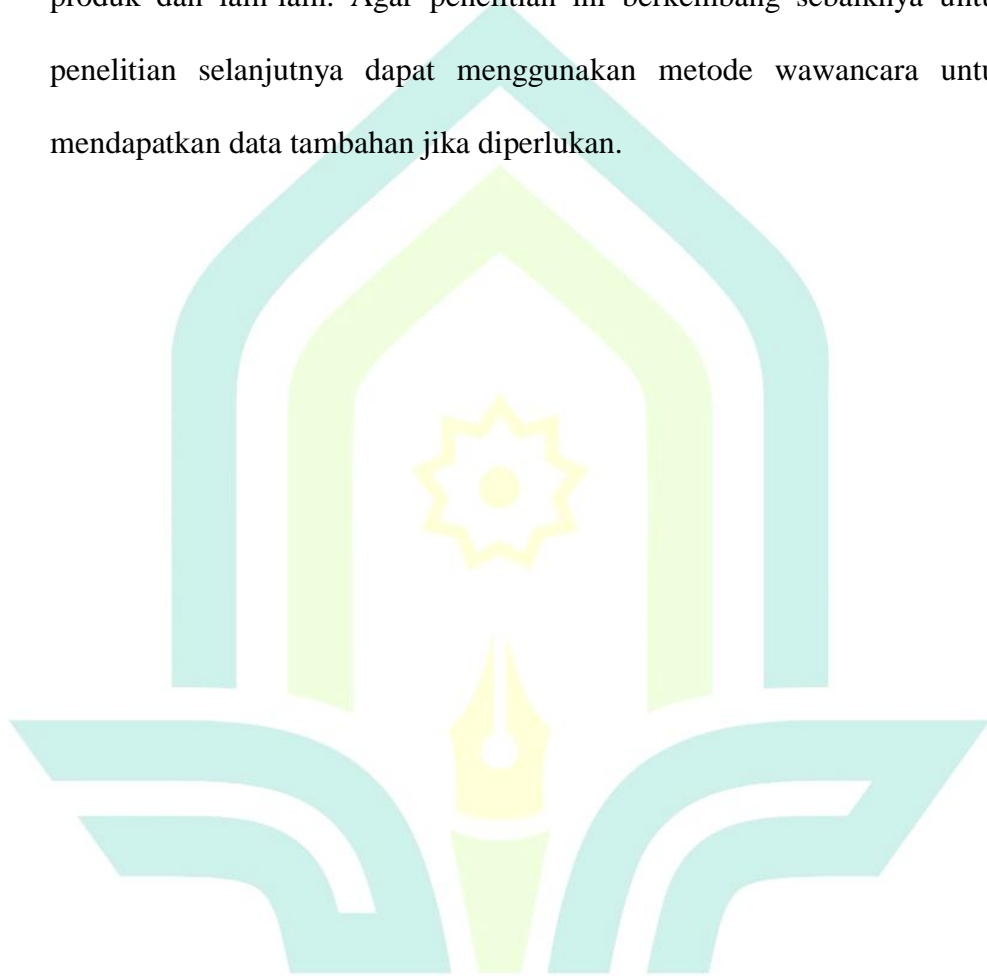 produk dan lain-lain. Agar penelitian ini berkembang sebaiknya
penelitian selanjutnya dapat menggunakan metode wawancara
mendapatkan data tambahan jika diperlukan.